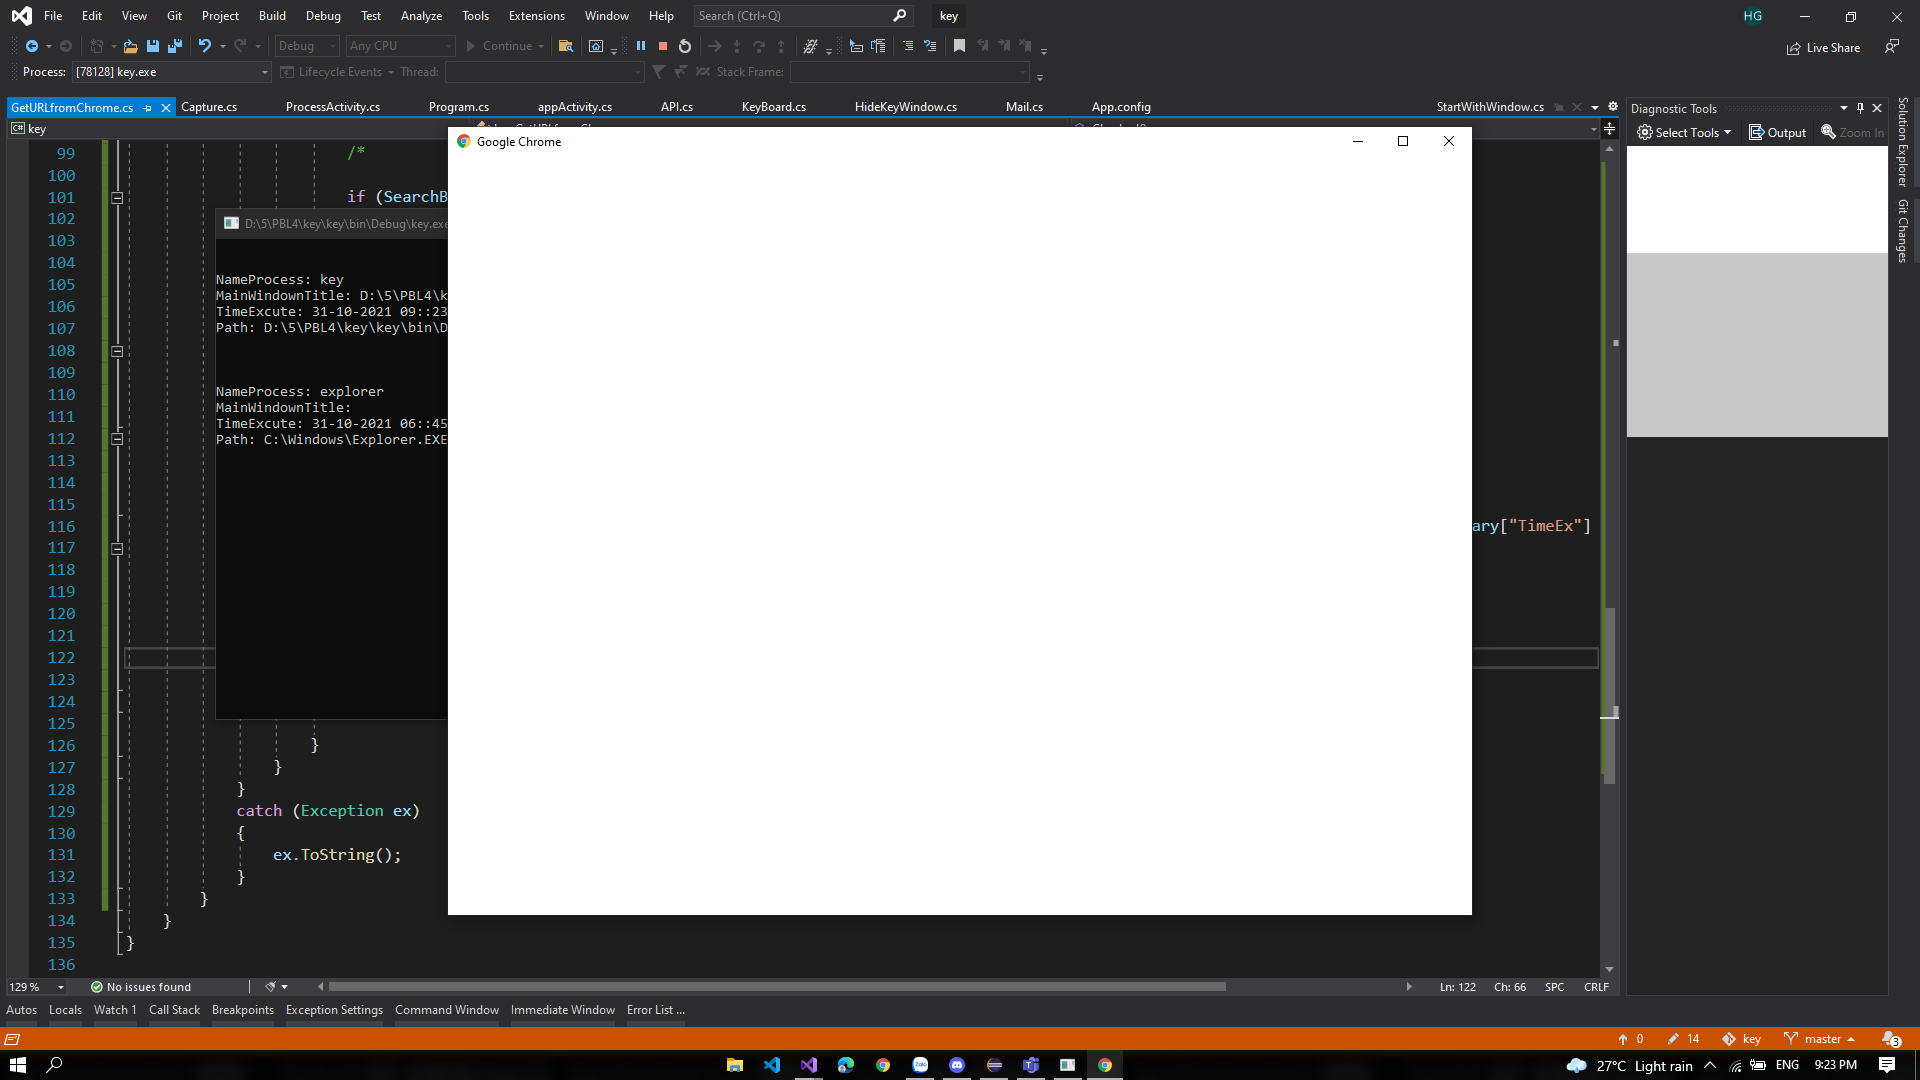 File Edit View Git Project Build Debug Test Analyze Tools Extensions Window Help Search (Ctrl+Q) key HG
Debug Any CPU Continue Live Share
Process: [78128] key.exe Lifecycle Events Thread: Stack Frame:
GetURLfromChrome.cs Capture.cs ProcessActivity.cs Program.cs appActivity.cs API.cs KeyBoard.cs HideKeyWindow.cs Mail.cs App.config StartWithWindow.cs
Diagnostic Tools
C# key
Select Tools Output Zoom In
Solution Explorer
Git Changes
Google Chrome
99 /*
100
101 if (SearchB
102
D:\5\PBL4\key\key\bin\Debug\key.exe
103
104
105
106
107
108
109
110
111
112
113
114
115
116 ary["TimeEx"]
117
118
119
120
121
122
123
124
125
126 }
127 }
128 }
129 catch (Exception ex)
130 {
131 ex.ToString();
132 }
133 }
134 }
135 }
136
NameProcess: key
MainWindownTitle: D:\5\PBL4\k
TimeExcute: 31-10-2021 09::23
Path: D:\5\PBL4\key\key\bin\D
NameProcess: explorer
MainWindownTitle:
TimeExcute: 31-10-2021 06::45
Path: C:\Windows\Explorer.EXE
129 % No issues found Ln: 122 Ch: 66 SPC CRLF
Autos Locals Watch 1 Call Stack Breakpoints Exception Settings Command Window Immediate Window Error List ...
0 14 key master 3
Zalo 27°C Light rain ENG 9:23 PM